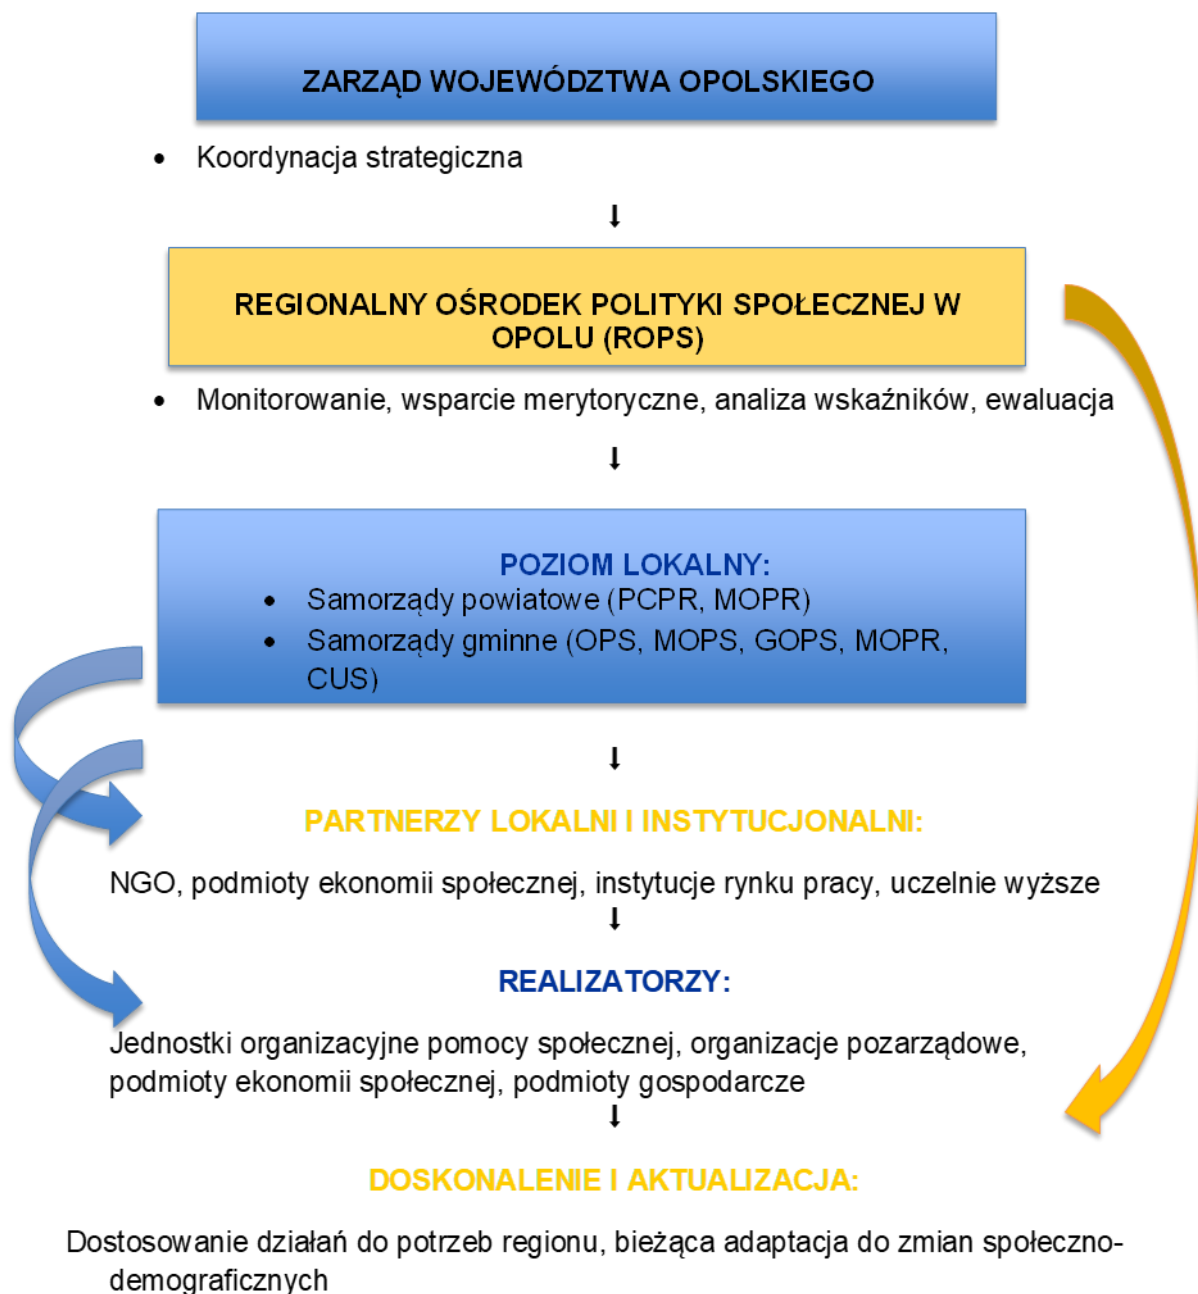 ZARZĄD WOJEWÓDZTWA OPOLSKIEGO
• Koordynacja strategiczna
⬇
REGIONALNY OŚRODEK POLITYKI SPOŁECZNEJ W
OPOLU (ROPS)
• Monitorowanie, wsparcie merytoryczne, analiza wskaźników, ewaluacja
⬇
POZIOM LOKALNY:
• Samorządy powiatowe (PCPR, MOPR)
• Samorządy gminne (OPS, MOPS, GOPS, MOPR,
CUS)
⬇
PARTNERZY LOKALNI I INSTYTUCJONALNI:
NGO, podmioty ekonomii społecznej, instytucje rynku pracy, uczelnie wyższe
⬇
REALIZATORZY:
Jednostki organizacyjne pomocy społecznej, organizacje pozarządowe,
podmioty ekonomii społecznej, podmioty gospodarcze
⬇
DOSKONALENIE I AKTUALIZACJA:
Dostosowanie działań do potrzeb regionu, bieżąca adaptacja do zmian społeczno-
demograficznych